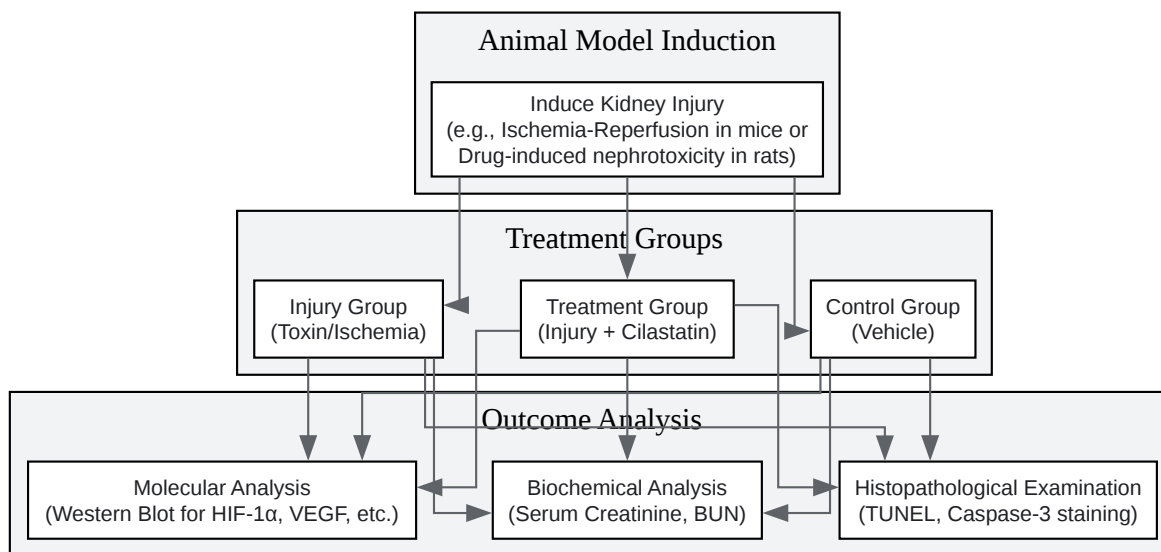 Animal Model Induction
Induce Kidney Injury
(e.g., Ischemia-Reperfusion in mice or
Drug-induced nephrotoxicity in rats)
Treatment Groups
Injury Group
(Toxin/Ischemia)
Treatment Group
(Injury + Cilastatin)
Control Group
(Vehicle)
Outcome Analysis
Molecular Analysis
(Western Blot for HIF-1α, VEGF, etc.)
Biochemical Analysis
(Serum Creatinine, BUN)
Histopathological Examination
(TUNEL, Caspase-3 staining)